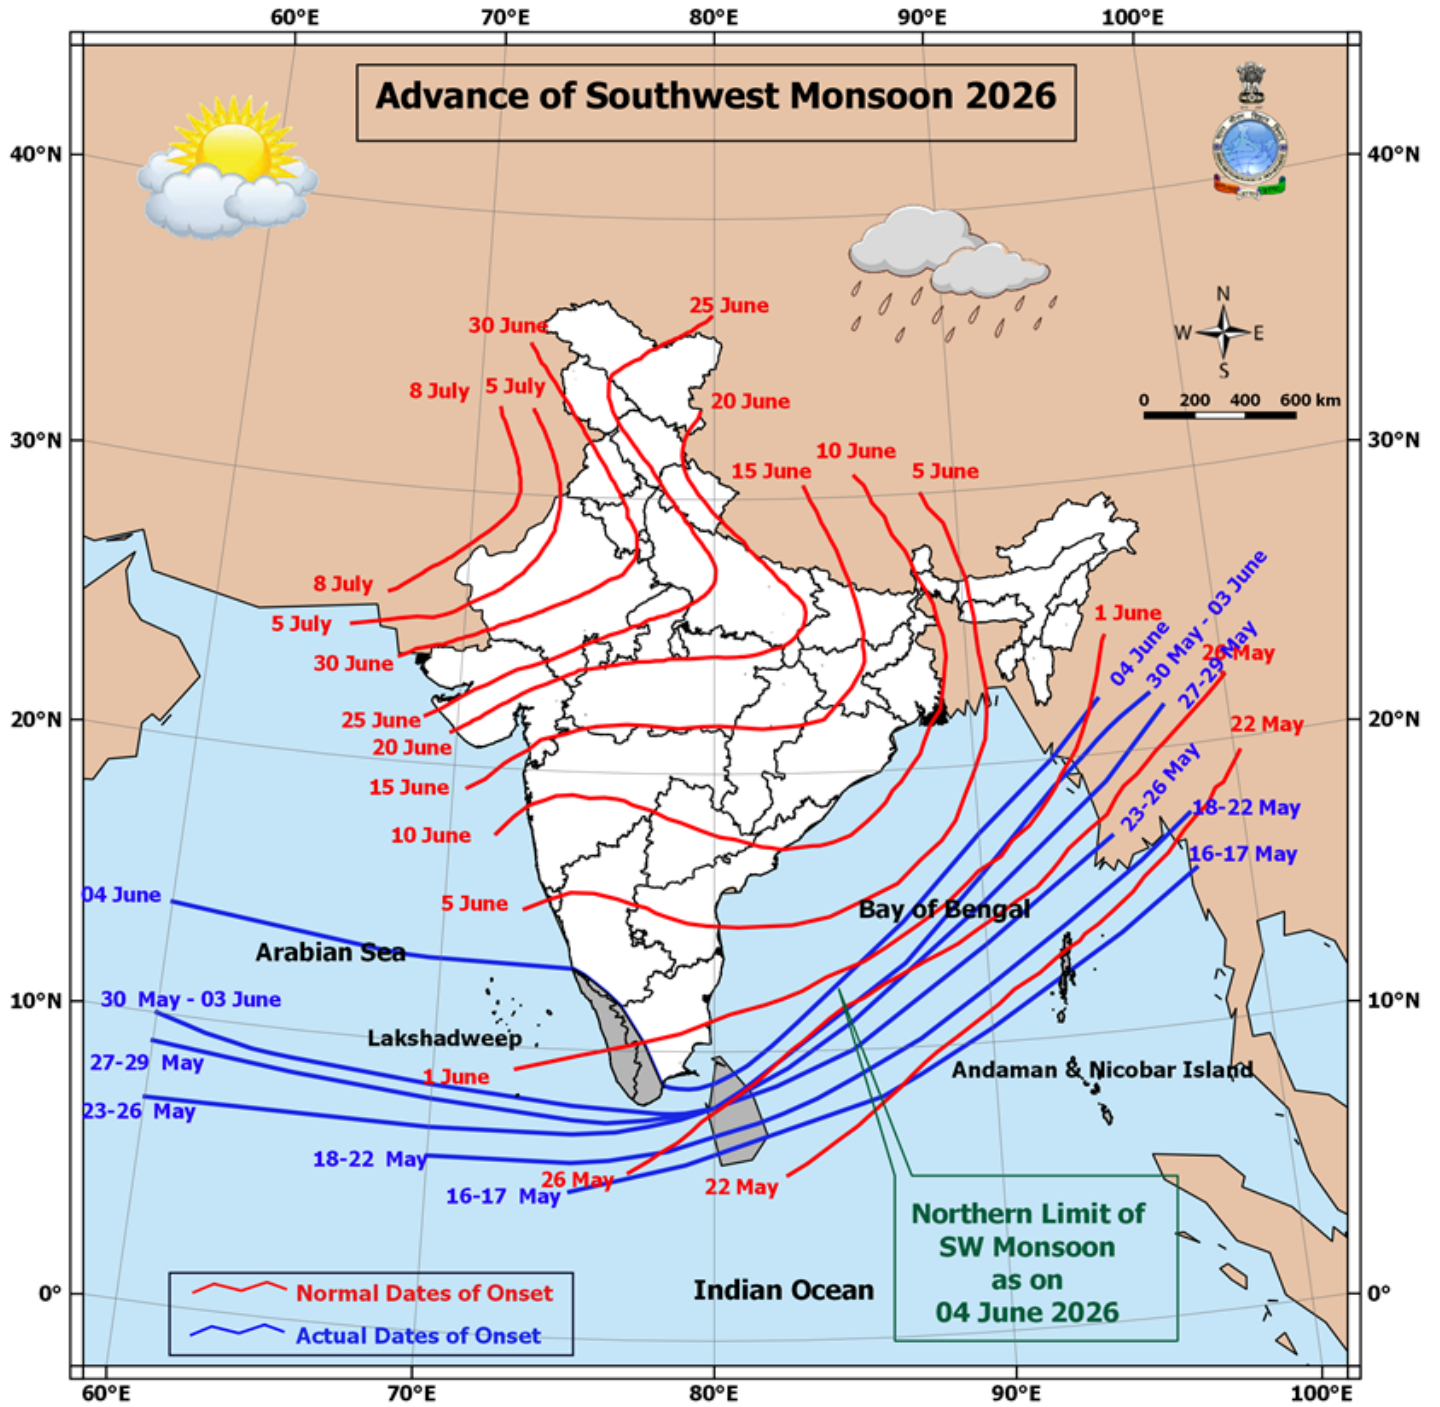 60°E 70°E 80°E 90°E 100°E
Advance of Southwest Monsoon 2026
40°N 40°N
N
W E
S
25 June
30 June
8 July 5 July
20 June
0 200 400 600 km
30°N 30°N
15 June 10 June 5 June
8 July
5 July
30 June
1 June
04 June
30 May - 03 June
27-29 May
26 May
25 June
20 June
20°N 20°N
22 May
15 June
10 June
23-26 May
18-22 May
16-17 May
04 June
5 June
Bay of Bengal
Arabian Sea
30 May - 03 June
10°N 10°N
Lakshadweep
27-29 May
1 June
Andaman & Nicobar Island
23-26 May
18-22 May
26 May
22 May
16-17 May
Northern Limit of
SW Monsoon
as on
04 June 2026
Indian Ocean
0° 0°
Normal Dates of Onset
Actual Dates of Onset
60°E 70°E 80°E 90°E 100°E